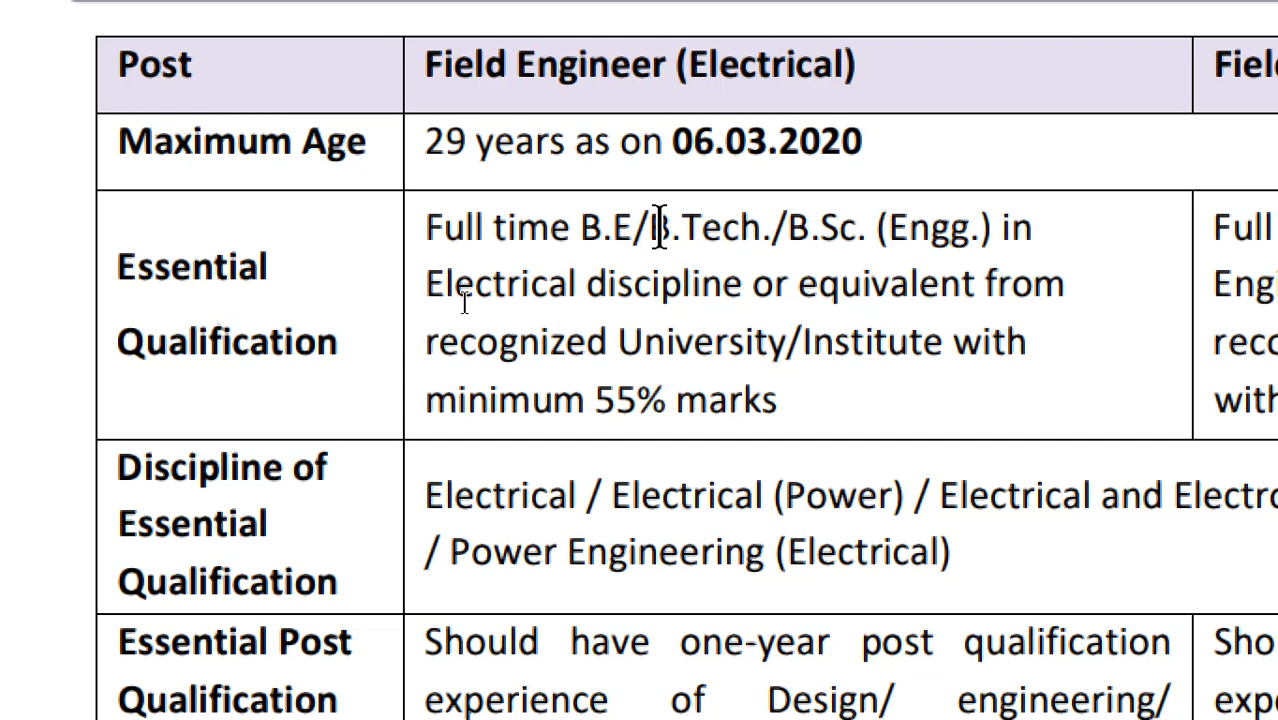 Post Field Engineer (Electrical)
Maximum Age 29 years as on 06.03.2020
Essential
Qualification
Full time B.E/B.Tech./B.Sc. (Engg.) in
Electrical discipline or equivalent from
recognized University/Institute with
minimum 55% marks
Full
Discipline of
Essential
Qualification
Electrical / Electrical (Power) / Electrical and
/ Power Engineering (Electrical)
Essential Post
Qualification
Should have one-year post qualification
experience of Design/ engineering/